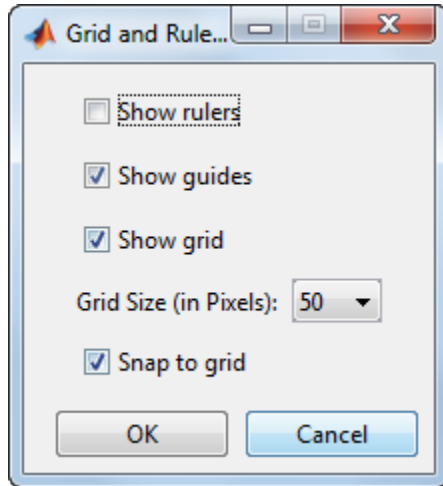 Grid and Rule...
Show rulers
Show guides
Show grid
Grid Size (in Pixels): 50
Snap to grid
OK Cancel